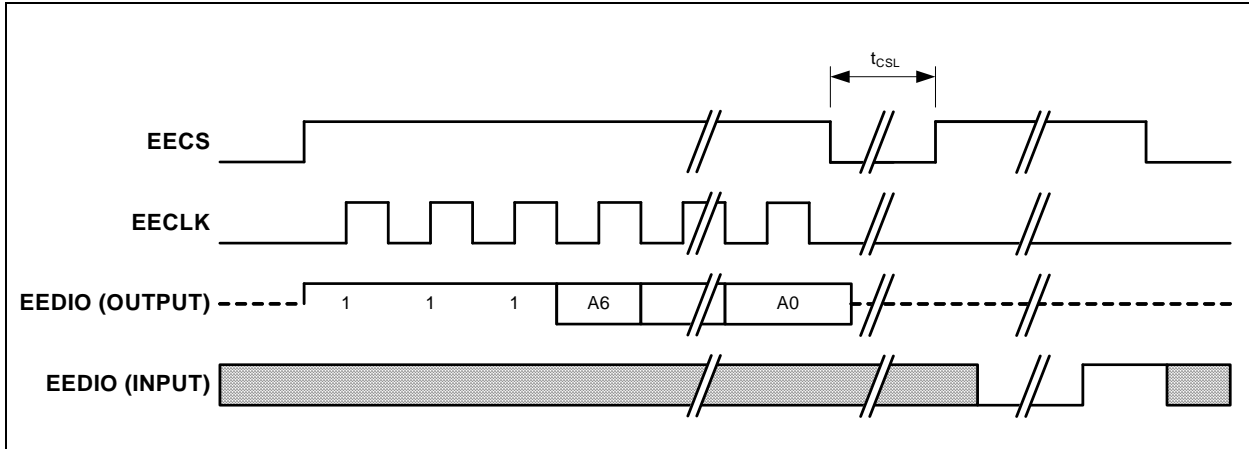 tCSL
EECS
EECLK
EEDIO (OUTPUT)
1 1 1 A6 A0
EEDIO (INPUT)